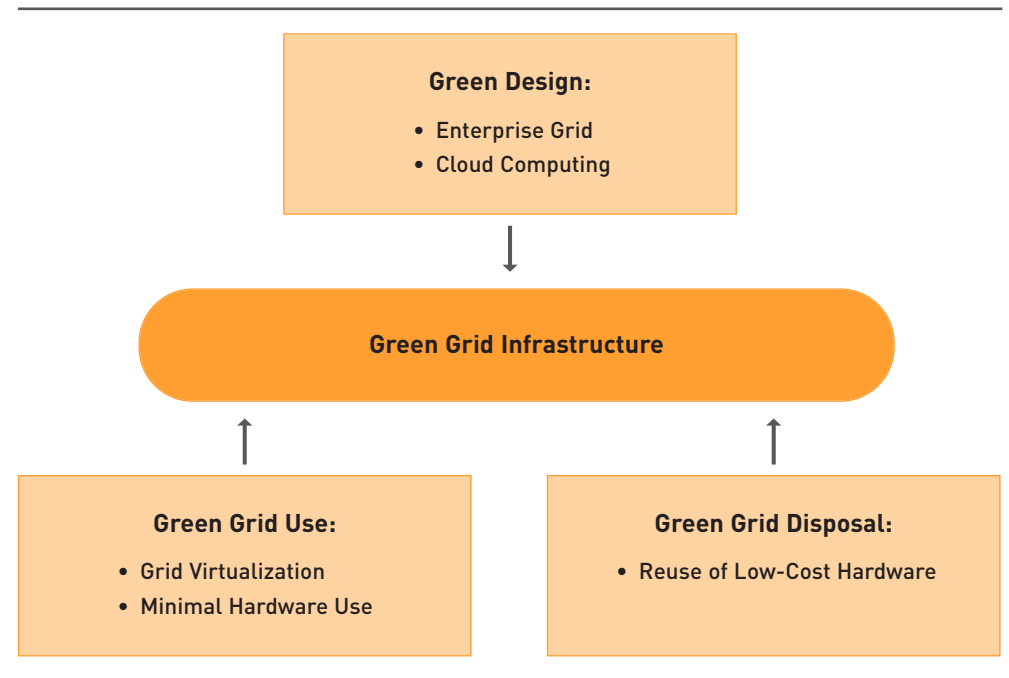 Green Design:
• Enterprise Grid
• Cloud Computing
Green Grid Infrastructure
Green Grid Use:
• Grid Virtualization
• Minimal Hardware Use
Green Grid Disposal:
• Reuse of Low-Cost Hardware